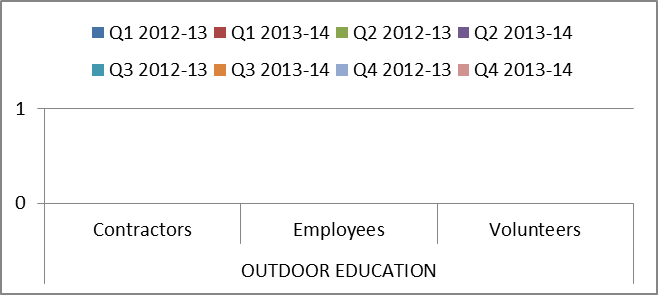 Q1 2012-13 Q1 2013-14 Q2 2012-13 Q2 2013-14
Q3 2012-13 Q3 2013-14 Q4 2012-13 Q4 2013-14
1
0
Contractors Employees Volunteers
OUTDOOR EDUCATION